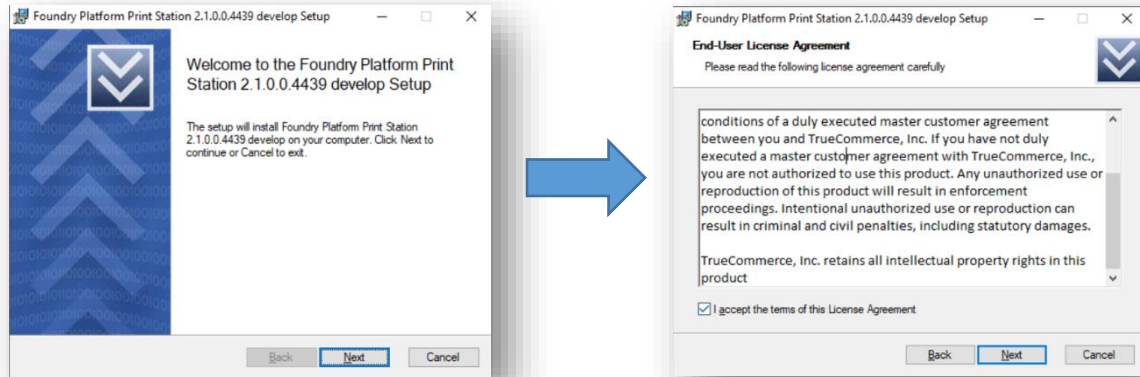 Foundry Platform Print Station 2.1.0.0.4439 develop Setup
Welcome to the Foundry Platform Print
Station 2.1.0.0.4439 develop Setup
The setup will install Foundry Platform Print Station
2.1.0.0.4439 develop on your computer. Click Next to
continue or Cancel to exit.
Back Next Cancel
Foundry Platform Print Station 2.1.0.0.4439 develop Setup
End-User License Agreement
Please read the following license agreement carefully
conditions of a duly executed master customer agreement
between you and TrueCommerce, Inc. If you have not duly
executed a master customer agreement with TrueCommerce, Inc.,
you are not authorized to use this product. Any unauthorized use or
reproduction of this product will result in enforcement
proceedings. Intentional unauthorized use or reproduction can
result in criminal and civil penalties, including statutory damages.
TrueCommerce, Inc. retains all intellectual property rights in this
product
I accept the terms of this License Agreement
Back Next Cancel